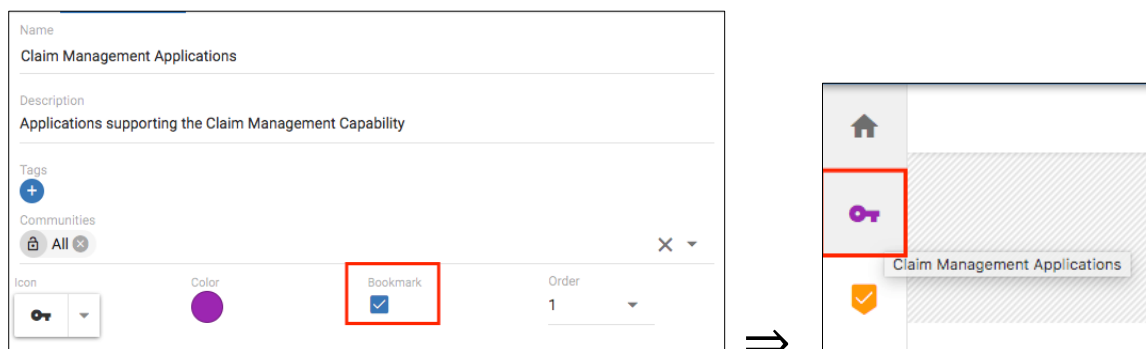 Name
Claim Management Applications
Description
Applications supporting the Claim Management Capability
Tags
Communities
All
Icon
Color
Bookmark
Order
1
⇒
Claim Management Applications